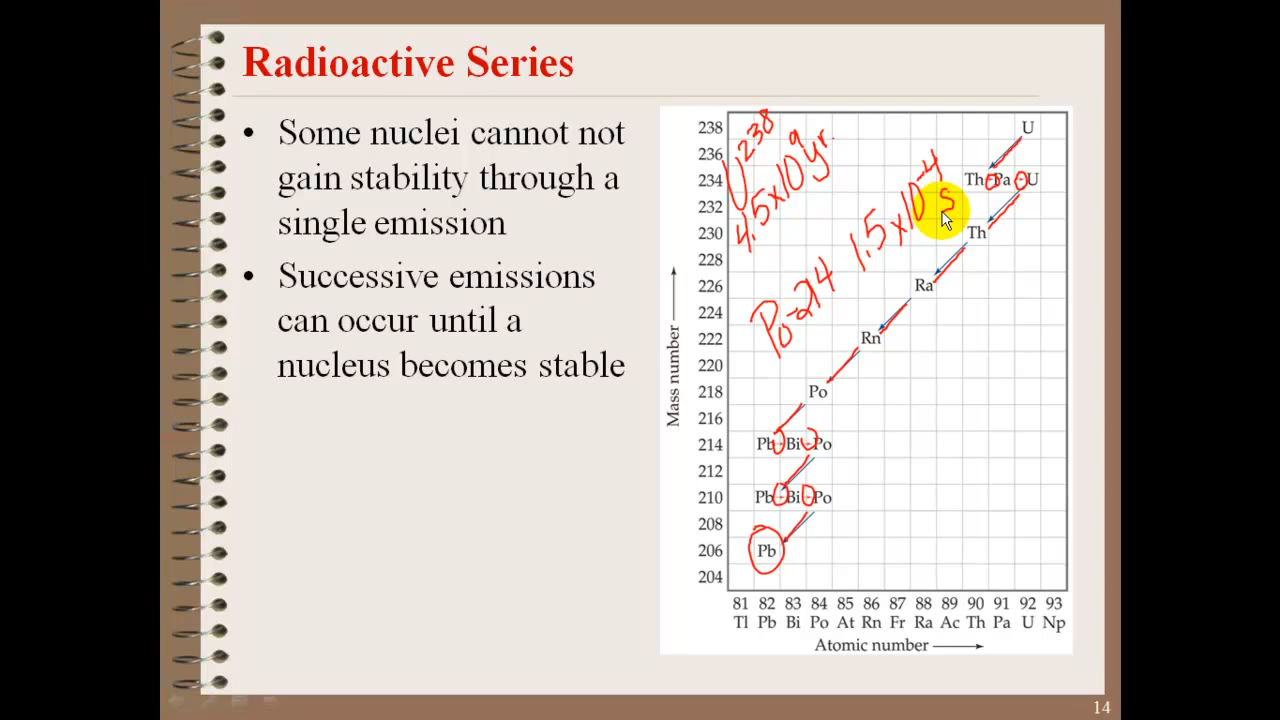 Radioactive Series
• Some nuclei cannot not
gain stability through a
single emission
• Successive emissions
can occur until a
nucleus becomes stable
Mass number
238
236
234
232
230
228
226
224
222
220
218
216
214
212
210
208
206
204
U
Th Pa U
Th
Ra
Rn
Po
Pb Bi Po
Pb Bi Po
Pb
U²³⁸
4.5x10⁹yr.
Po-214 1.5x10⁻⁴ s
81 82 83 84 85 86 87 88 89 90 91 92 93
Tl Pb Bi Po At Rn Fr Ra Ac Th Pa U Np
Atomic number
14